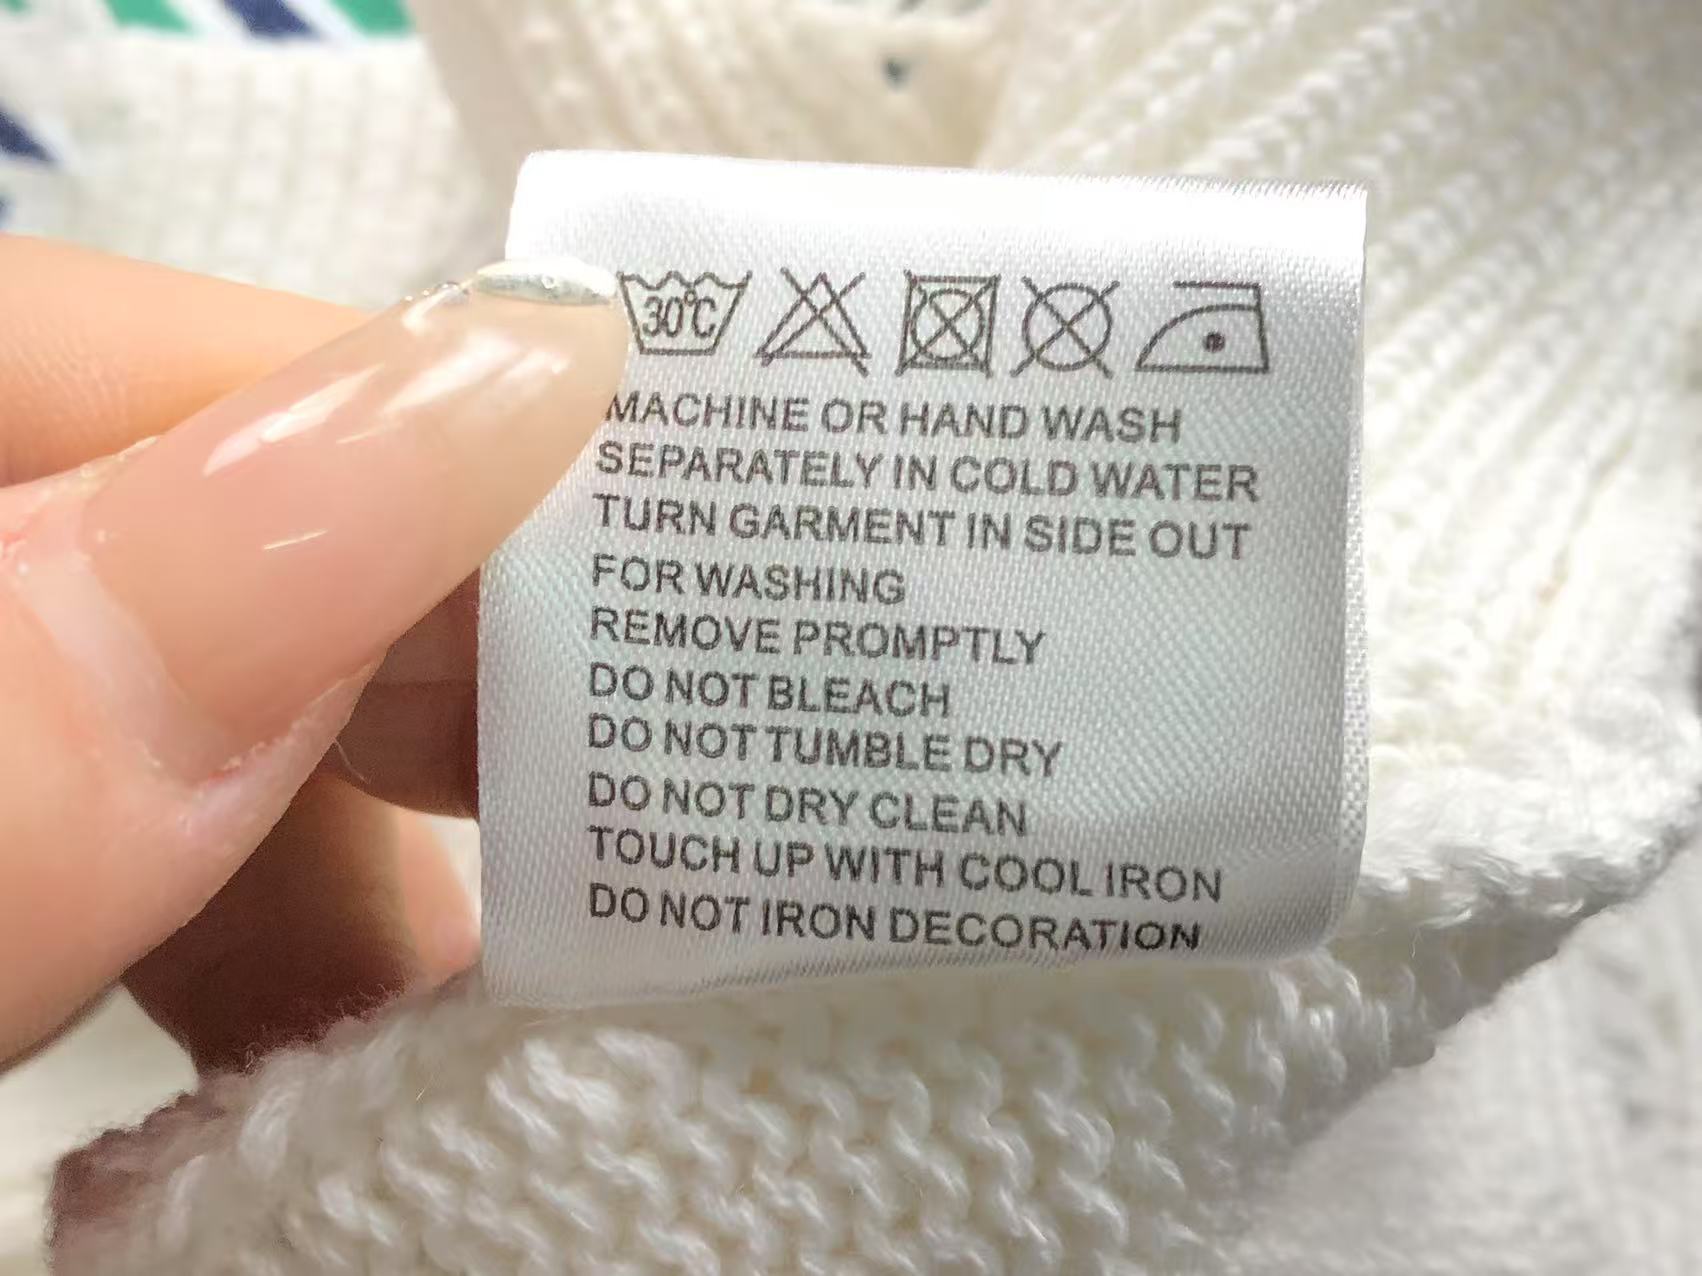 30°C
MACHINE OR HAND WASH
SEPARATELY IN COLD WATER
TURN GARMENT IN SIDE OUT
FOR WASHING
REMOVE PROMPTLY
DO NOT BLEACH
DO NOT TUMBLE DRY
DO NOT DRY CLEAN
TOUCH UP WITH COOL IRON
DO NOT IRON DECORATION